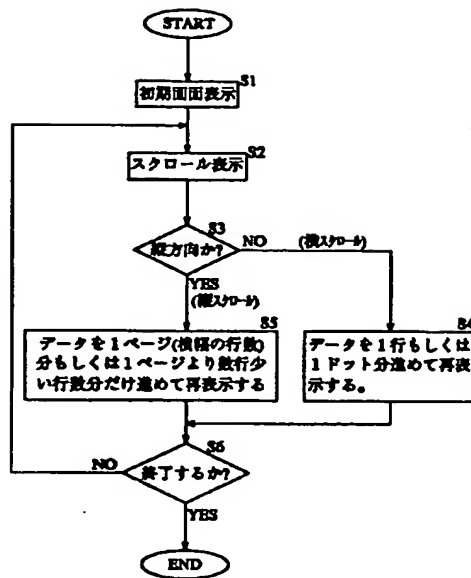 START
S1
初期画面表示
S2
スクロール表示
S3
縦方向か?
NO
(横スクロール)
YES
(縦スクロール)
S5
データを1ページ(横幅の行数)
分もしくは1ページより数行少
い行数分だけ進めて再表示する
S4
データを1行もしくは
1ドット分進めて再表
示する。
S6
終了するか?
NO
YES
END